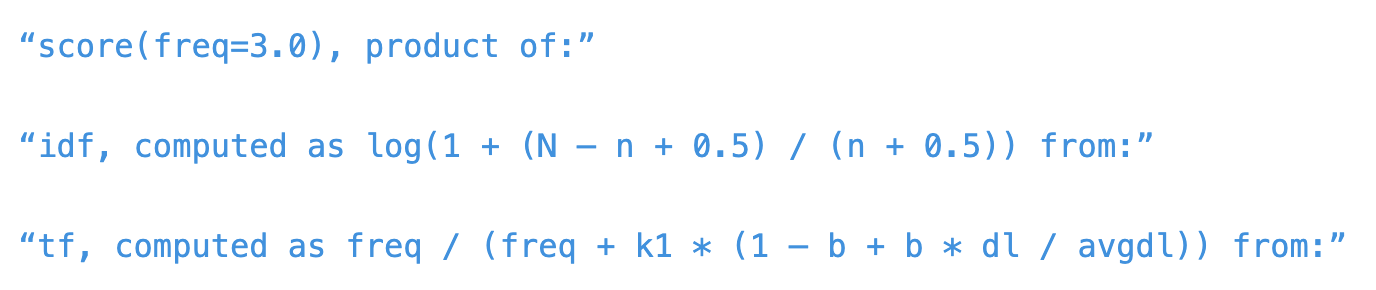 “score(freq=3.0), product of:”
“idf, computed as log(1 + (N – n + 0.5) / (n + 0.5)) from:”
“tf, computed as freq / (freq + k1 * (1 – b + b * dl / avgdl)) from:”